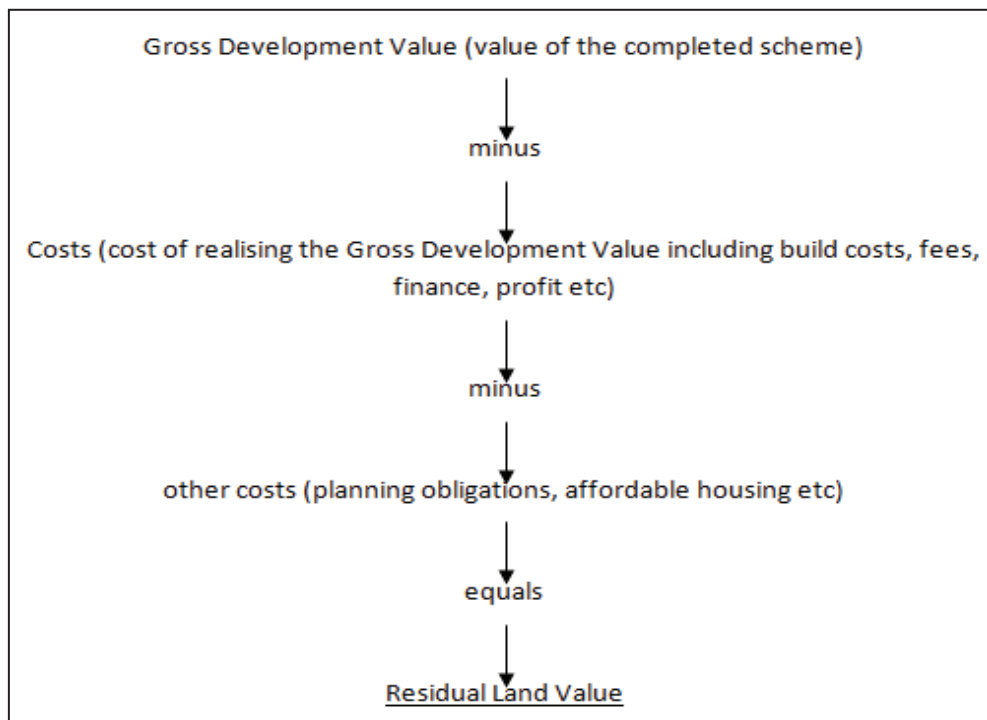 Gross Development Value (value of the completed scheme)
minus
Costs (cost of realising the Gross Development Value including build costs, fees,
finance, profit etc)
minus
other costs (planning obligations, affordable housing etc)
equals
Residual Land Value